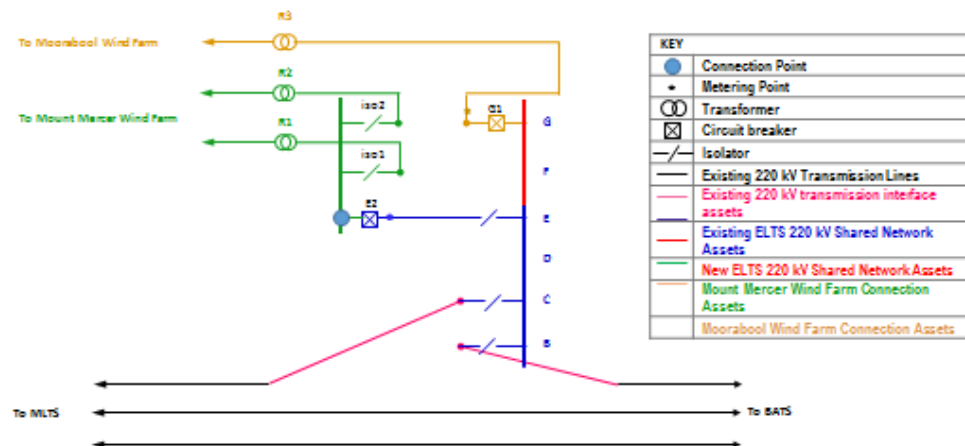 R3
To Moorabool Wind Farm
R2
To Mount Mercer Wind Farm
R1
iso2
iso1
G1
G
F
E2
E
D
C
B
To MLTS
To BATS
KEY
Connection Point
Metering Point
Transformer
Circuit breaker
Isolator
Existing 220 kV Transmission Lines
Existing 220 kV transmission interface
assets
Existing ELTS 220 kV Shared Network
Assets
New ELTS 220 kV Shared Network Assets
Mount Mercer Wind Farm Connection
Assets
Moorabool Wind Farm Connection Assets